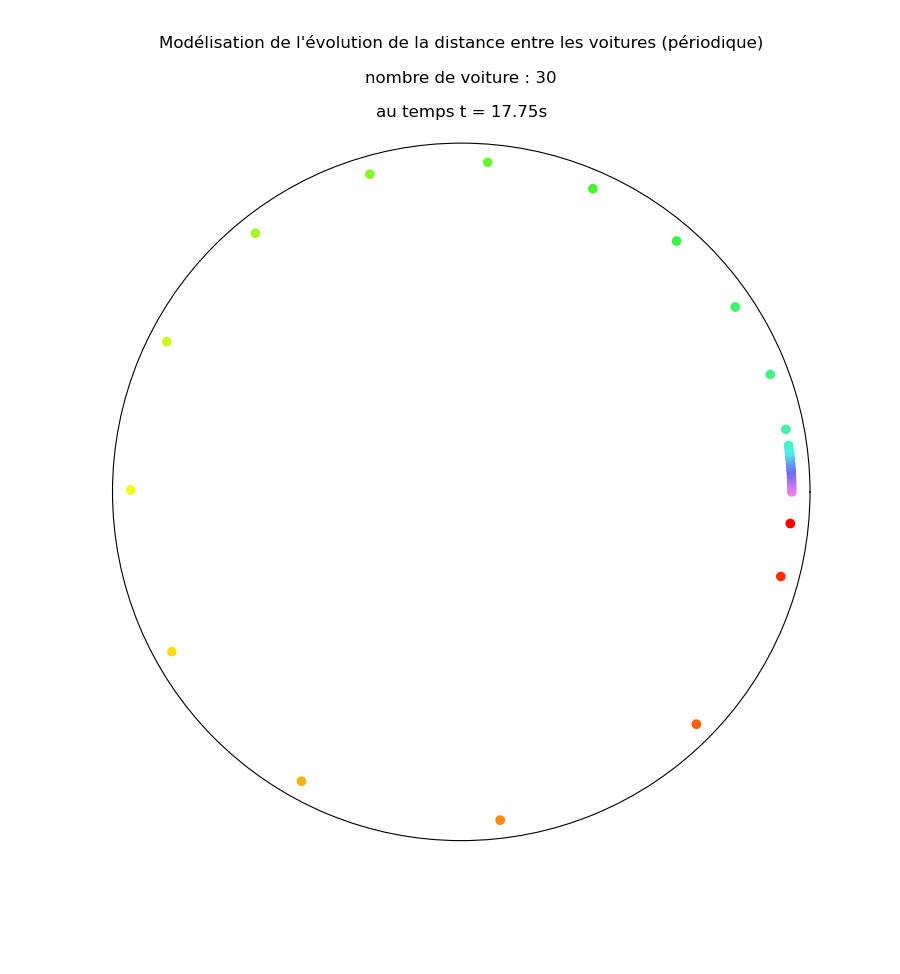 Modélisation de l'évolution de la distance entre les voitures (périodique)
nombre de voiture : 30
au temps t = 17.75s